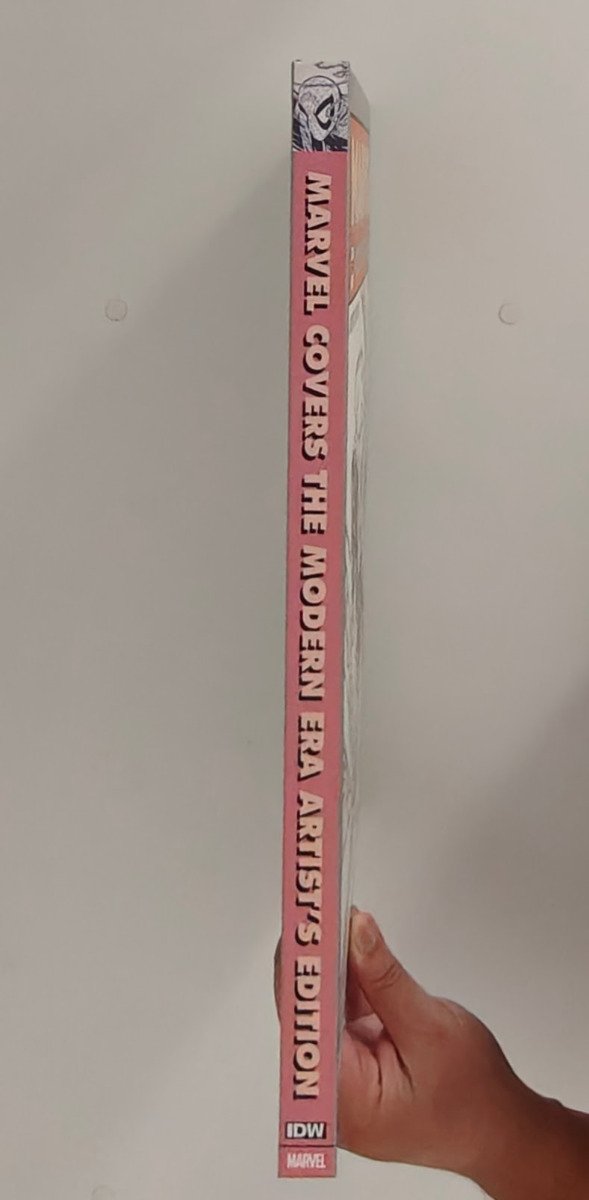 MARVEL COVERS THE MODERN ERA ARTIST'S EDITION
IDW
MARVEL